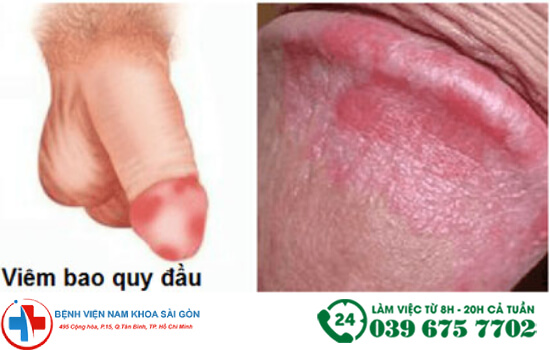 Viêm bao quy đầu
BỆNH VIỆN NAM KHOA SÀI GÒN
495 Cộng hòa, P.15, Q.Tân Bình, TP. Hồ Chí Minh
24
LÀM VIỆC TỪ 8H - 20H CẢ TUẦN
039 675 7702